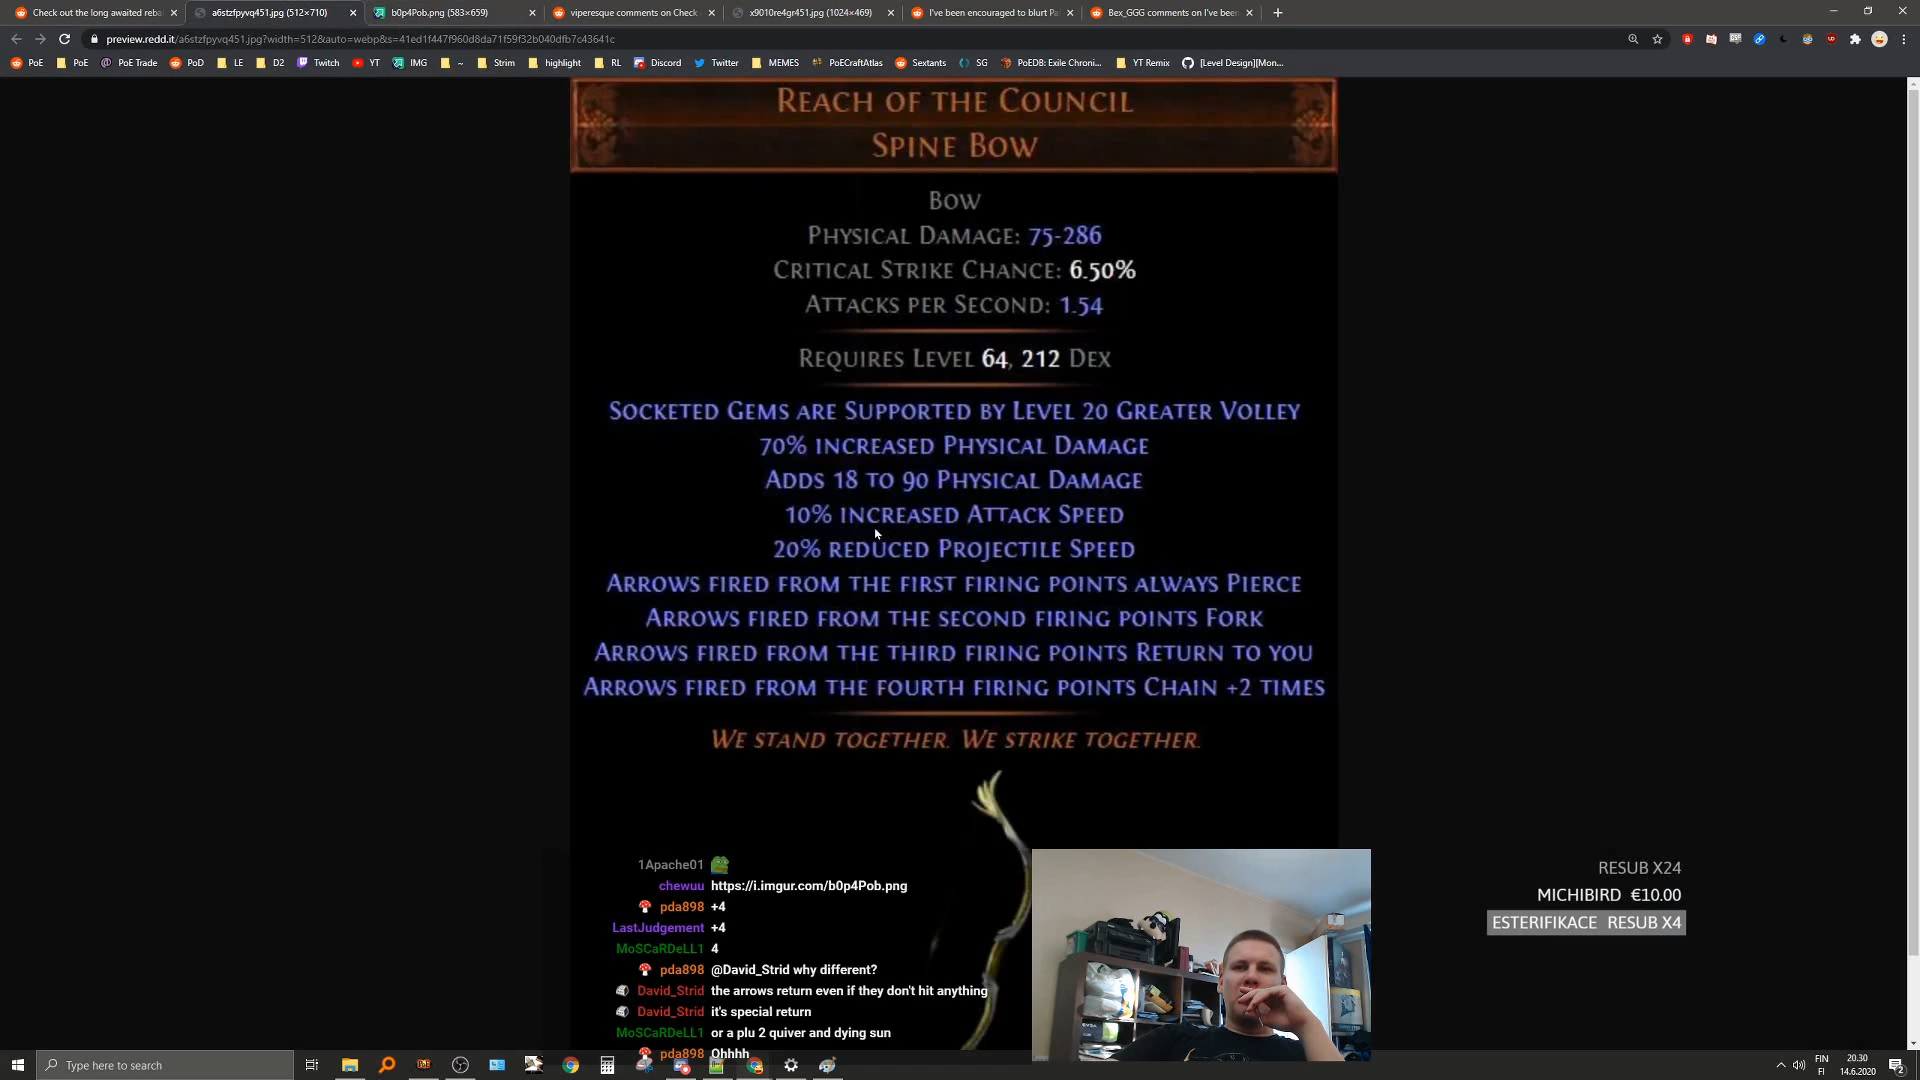 Check out the long awaited reba
a6stzfpyvq451.jpg (512×710)
b0p4Pob.png (583×659)
viperesque comments on Check
x9010re4gr451.jpg (1024×469)
I've been encouraged to blurt Pa
Bex_GGG comments on I've been
preview.redd.it/a6stzfpyvq451.jpg?width=512&auto=webp&s=41ed1f447f960d8da71f59f32b040dfb7c43641c
PoE
PoE
PoE Trade
PoD
LE
D2
Twitch
YT
IMG
~
Strim
highlight
RL
Discord
Twitter
MEMES
PoECraftAtlas
Sextants
SG
PoEDB: Exile Chroni...
YT Remix
[Level Design][Mon...
Reach of the Council
Spine Bow
Bow
Physical Damage: 75-286
Critical Strike Chance: 6.50%
Attacks per Second: 1.54
Requires Level 64, 212 Dex
Socketed Gems are Supported by Level 20 Greater Volley
70% increased Physical Damage
Adds 18 to 90 Physical Damage
10% increased Attack Speed
20% reduced Projectile Speed
Arrows fired from the first firing points always Pierce
Arrows fired from the second firing points Fork
Arrows fired from the third firing points Return to you
Arrows fired from the fourth firing points Chain +2 times
We stand together. We strike together.
1Apache01
chewuu https://i.imgur.com/b0p4Pob.png
pda898 +4
LastJudgement +4
MoSCaRDeLL1 4
pda898 @David_Strid why different?
David_Strid the arrows return even if they don't hit anything
David_Strid it's special return
MoSCaRDeLL1 or a plu 2 quiver and dying sun
pda898 Ohhhh
RESUB X24
MICHIBIRD €10.00
ESTERIFIKACE RESUB X4
Type here to search
FIN
FI
20.30
14.6.2020
2